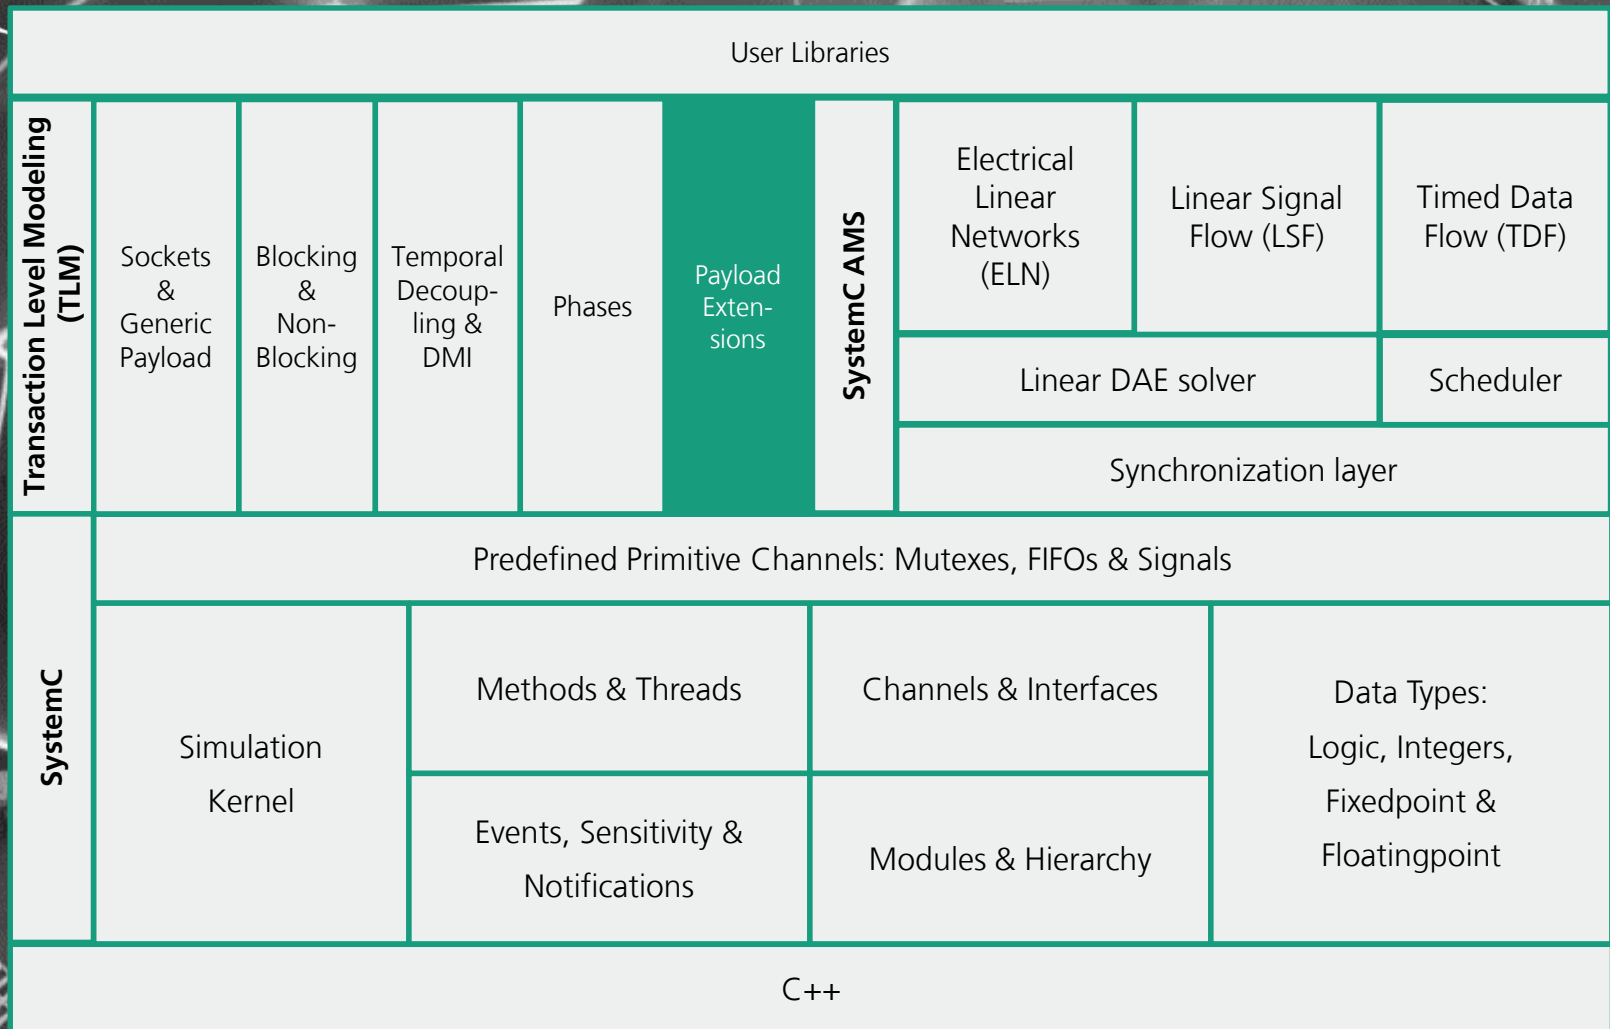 User Libraries
Transaction Level Modeling
(TLM)
Sockets
&
Generic
Payload
Blocking
&
Non-
Blocking
Temporal
Decoup-
ling &
DMI
Phases
Payload
Exten-
sions
SystemC AMS
Electrical
Linear
Networks
(ELN)
Linear Signal
Flow (LSF)
Timed Data
Flow (TDF)
Linear DAE solver
Scheduler
Synchronization layer
SystemC
Predefined Primitive Channels: Mutexes, FIFOs & Signals
Simulation
Kernel
Methods & Threads
Channels & Interfaces
Events, Sensitivity &
Notifications
Modules & Hierarchy
Data Types:
Logic, Integers,
Fixedpoint &
Floatingpoint
C++